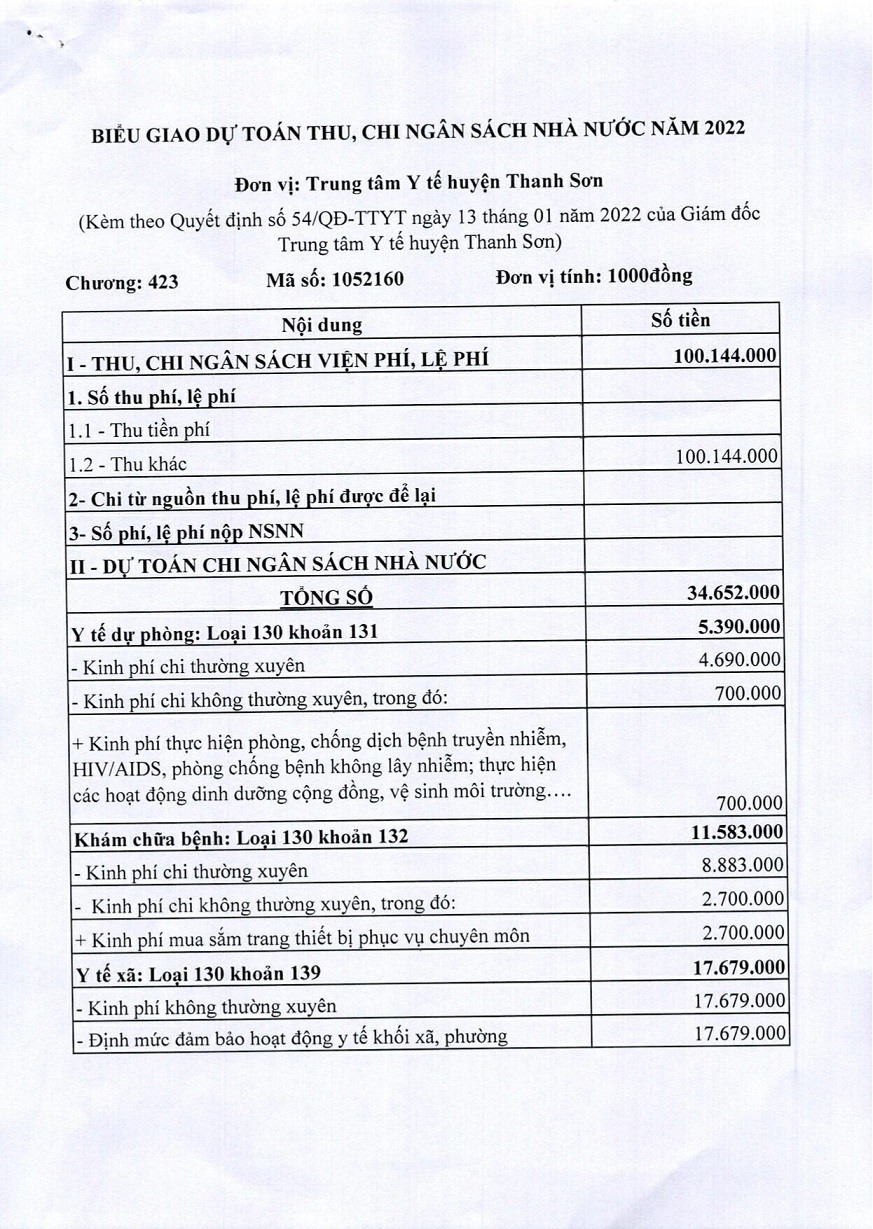 BIỂU GIAO DỰ TOÁN THU, CHI NGÂN SÁCH NHÀ NƯỚC NĂM 2022
Đơn vị: Trung tâm Y tế huyện Thanh Sơn
(Kèm theo Quyết định số 54/QĐ-TTYT ngày 13 tháng 01 năm 2022 của Giám đốc
Trung tâm Y tế huyện Thanh Sơn)
Chương: 423 Mã số: 1052160 Đơn vị tính: 1000đồng
Nội dung Số tiền
I - THU, CHI NGÂN SÁCH VIỆN PHÍ, LỆ PHÍ 100.144.000
1. Số thu phí, lệ phí
1.1 - Thu tiền phí
1.2 - Thu khác 100.144.000
2- Chi từ nguồn thu phí, lệ phí được để lại
3- Số phí, lệ phí nộp NSNN
II - DỰ TOÁN CHI NGÂN SÁCH NHÀ NƯỚC
TỔNG SỐ 34.652.000
Y tế dự phòng: Loại 130 khoản 131 5.390.000
- Kinh phí chi thường xuyên 4.690.000
- Kinh phí chi không thường xuyên, trong đó: 700.000
+ Kinh phí thực hiện phòng, chống dịch bệnh truyền nhiễm,
HIV/AIDS, phòng chống bệnh không lây nhiễm; thực hiện
các hoạt động dinh dưỡng cộng đồng, vệ sinh môi trường…. 700.000
Khám chữa bệnh: Loại 130 khoản 132 11.583.000
- Kinh phí chi thường xuyên 8.883.000
- Kinh phí chi không thường xuyên, trong đó: 2.700.000
+ Kinh phí mua sắm trang thiết bị phục vụ chuyên môn 2.700.000
Y tế xã: Loại 130 khoản 139 17.679.000
- Kinh phí không thường xuyên 17.679.000
- Định mức đảm bảo hoạt động y tế khối xã, phường 17.679.000